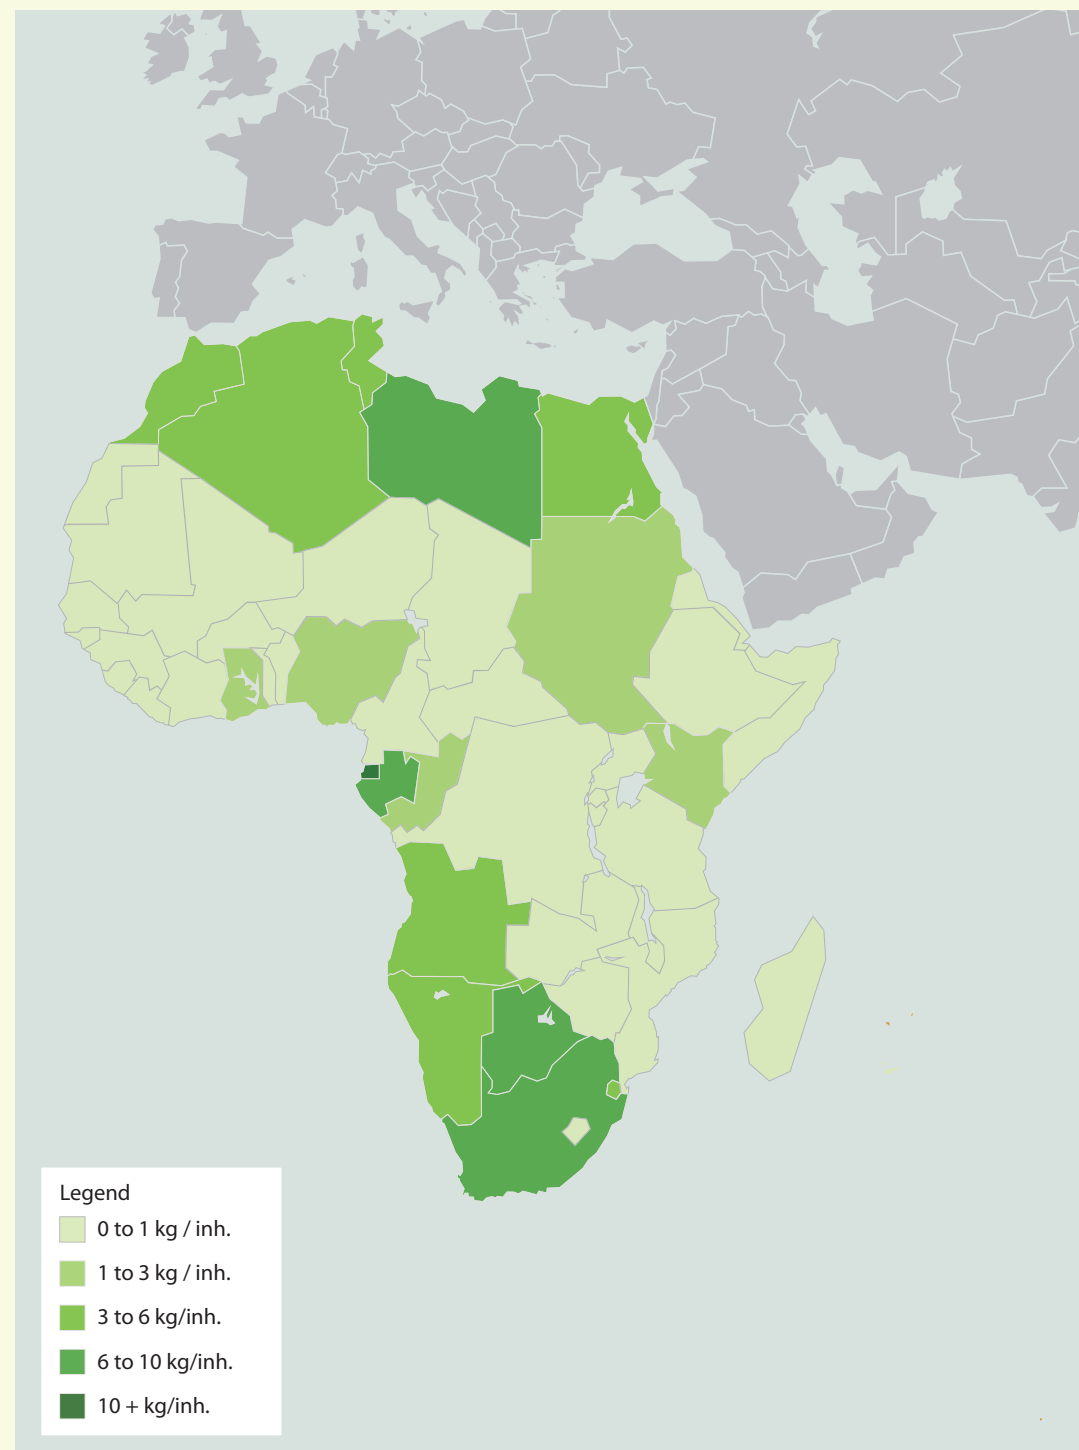 Legend
0 to 1 kg / inh.
1 to 3 kg / inh.
3 to 6 kg/inh.
6 to 10 kg/inh.
10 + kg/inh.